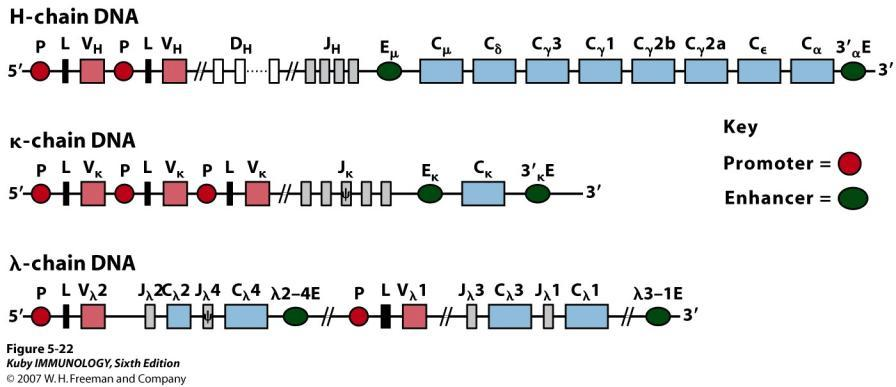 H-chain DNA
P L V_H P L V_H D_H J_H E_μ C_μ C_δ C_γ3 C_γ1 C_γ2b C_γ2a C_ϵ C_α 3′_αE
5′ 3′
κ-chain DNA
P L V_κ P L V_κ P L V_κ J_κ E_κ C_κ 3′_κE
5′ ψ 3′
Key
Promoter =
Enhancer =
λ-chain DNA
P L V_λ2 J_λ2 C_λ2 J_λ4 C_λ4 λ2–4E P L V_λ1 J_λ3 C_λ3 J_λ1 C_λ1 λ3–1E
5′ ψ 3′
Figure 5-22
Kuby IMMUNOLOGY, Sixth Edition
© 2007 W. H. Freeman and Company